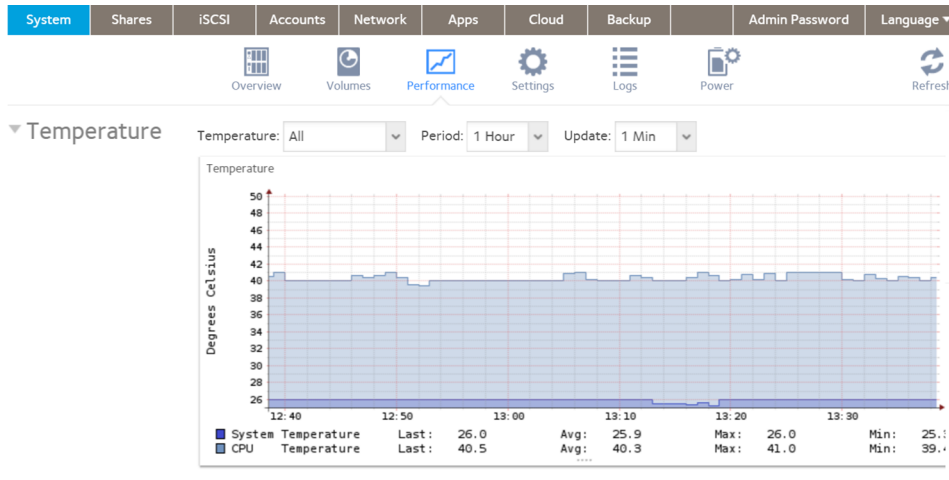 System Shares iSCSI Accounts Network Apps Cloud Backup Admin Password Language
Overview Volumes Performance Settings Logs Power
Temperature
Temperature: All Period: 1 Hour Update: 1 Min
Temperature
Degrees Celsius
50
48
46
44
42
40
38
36
34
32
30
28
26
12:40 12:50 13:00 13:10 13:20 13:30
System Temperature Last: 26.0 Avg: 25.9 Max: 26.0 Min:
CPU Temperature Last: 40.5 Avg: 40.3 Max: 41.0 Min: